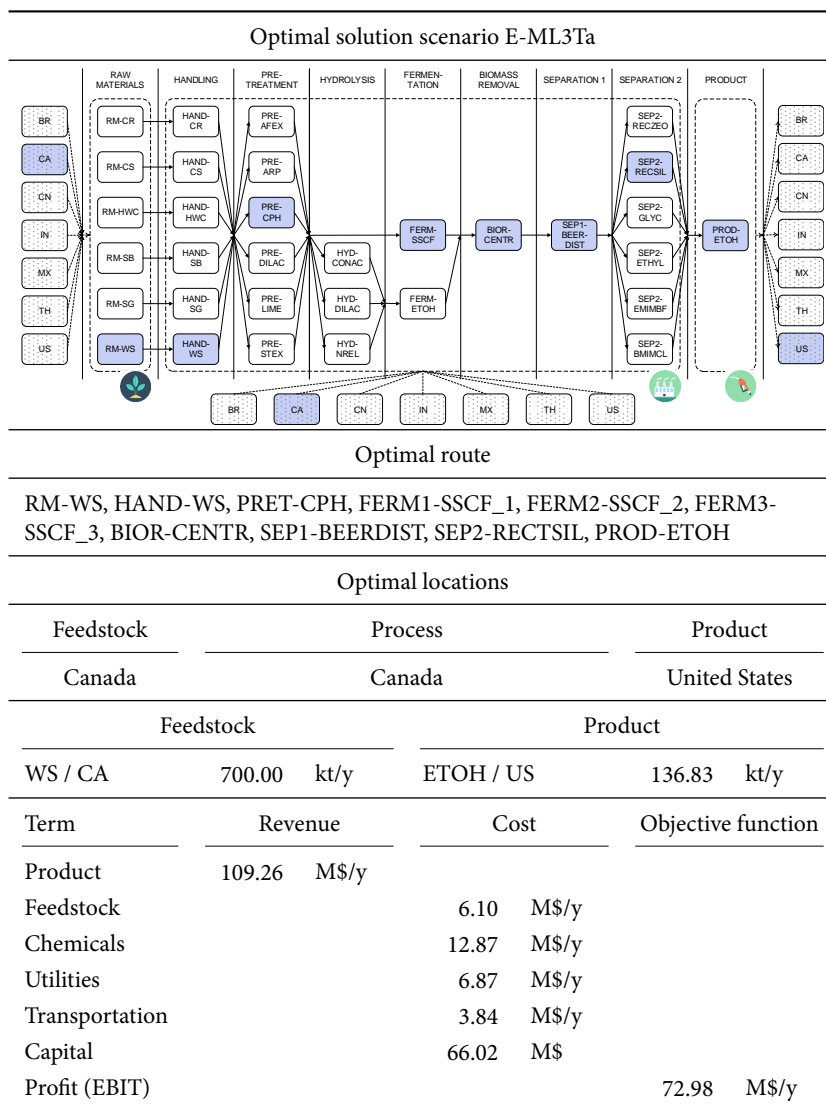 Optimal solution scenario E-ML3Ta
RAW MATERIALS
HANDLING
PRE-TREATMENT
HYDROLYSIS
FERMEN-TATION
BIOMASS REMOVAL
SEPARATION 1
SEPARATION 2
PRODUCT
BR
CA
CN
IN
MX
TH
US
RM-CR
RM-CS
RM-HWC
RM-SB
RM-SG
RM-WS
HAND-CR
HAND-CS
HAND-HWC
HAND-SB
HAND-SG
HAND-WS
PRE-AFEX
PRE-ARP
PRE-CPH
PRE-DILAC
PRE-LIME
PRE-STEX
HYD-CONAC
HYD-DILAC
HYD-NREL
FERM-SSCF
FERM-ETOH
BIOR-CENTR
SEP1-BEER-DIST
SEP2-RECZEO
SEP2-RECSIL
SEP2-GLYC
SEP2-ETHYL
SEP2-EMIMBF
SEP2-BMIMCL
PROD-ETOH
BR
CA
CN
IN
MX
TH
US
BR
CA
CN
IN
MX
TH
US
Optimal route
RM-WS, HAND-WS, PRET-CPH, FERM1-SSCF_1, FERM2-SSCF_2, FERM3-
SSCF_3, BIOR-CENTR, SEP1-BEERDIST, SEP2-RECTSIL, PROD-ETOH
Optimal locations
Feedstock Process Product
Canada Canada United States
Feedstock Product
WS / CA 700.00 kt/y ETOH / US 136.83 kt/y
Term Revenue Cost Objective function
Product 109.26 M$/y
Feedstock 6.10 M$/y
Chemicals 12.87 M$/y
Utilities 6.87 M$/y
Transportation 3.84 M$/y
Capital 66.02 M$
Profit (EBIT) 72.98 M$/y